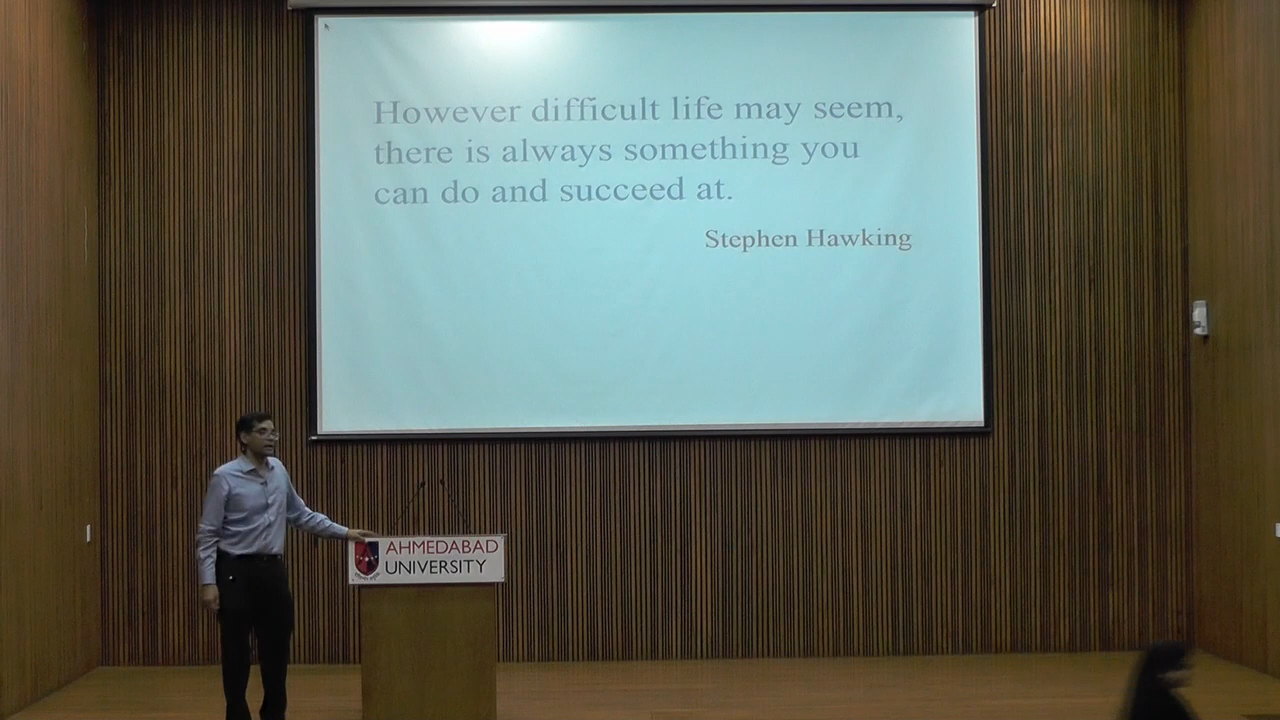 However difficult life may seem,
there is always something you
can do and succeed at.
Stephen Hawking
AHMEDABAD
UNIVERSITY